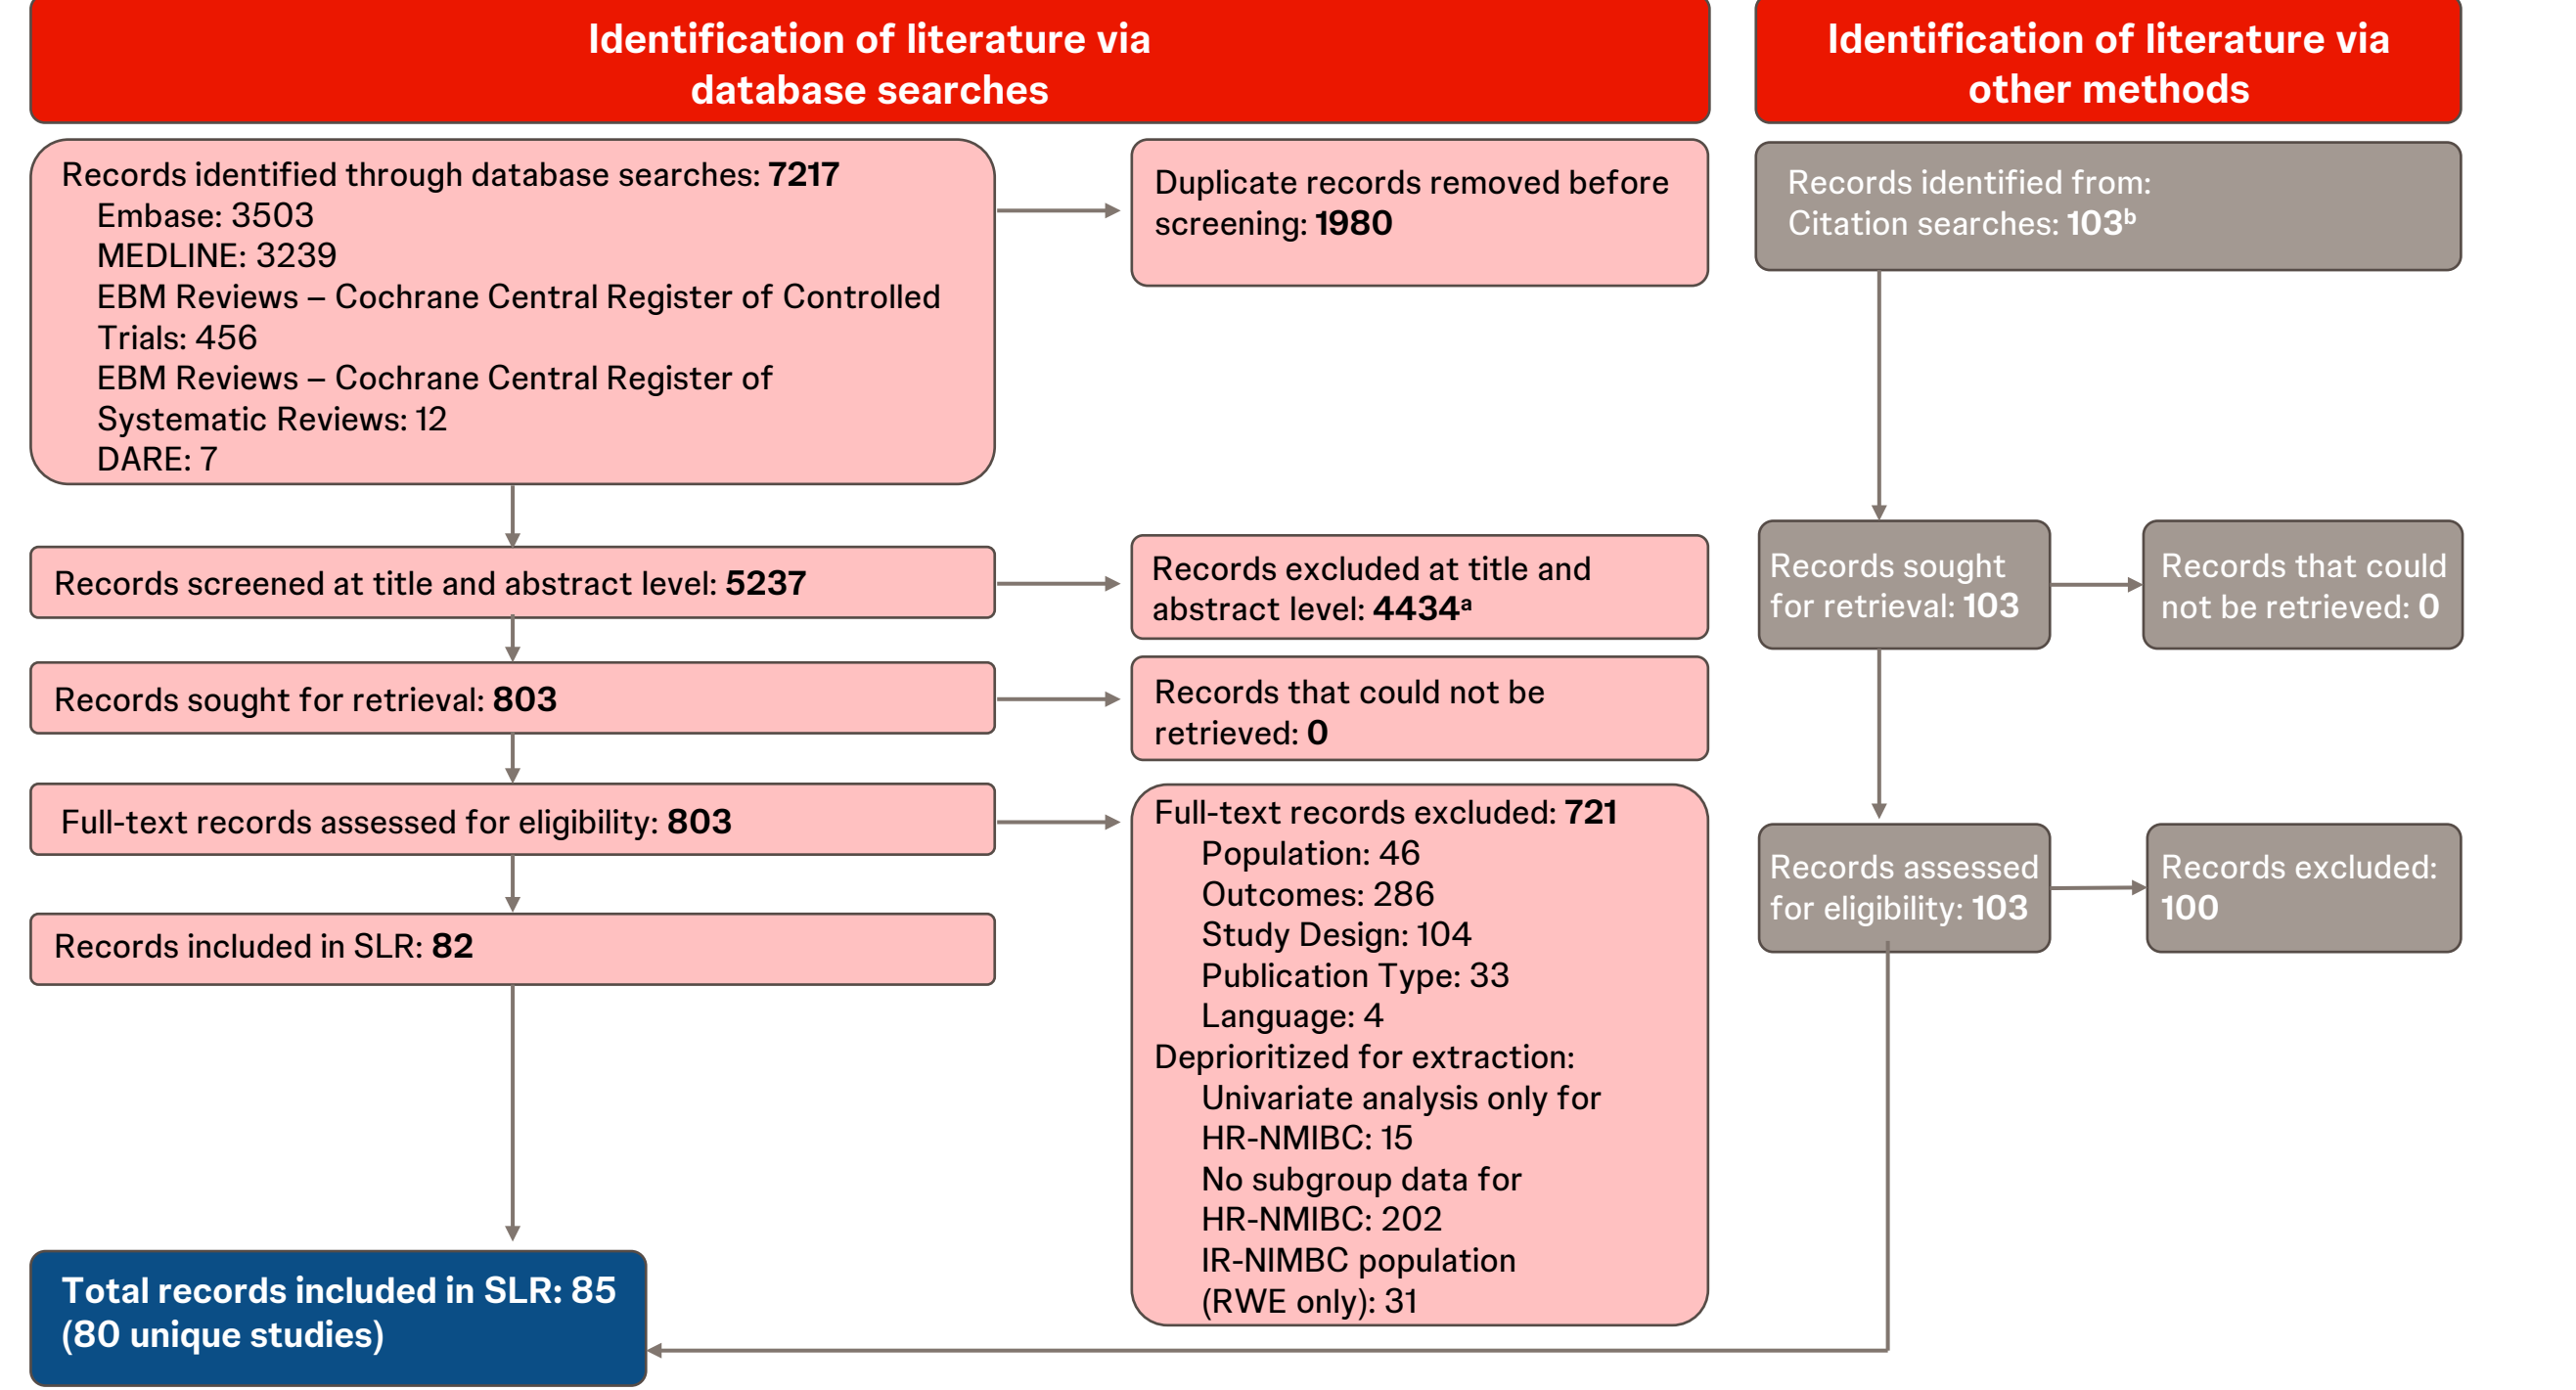 Identification of literature via
database searches
Identification of literature via
other methods
Records identified through database searches: 7217
Embase: 3503
MEDLINE: 3239
EBM Reviews – Cochrane Central Register of Controlled
Trials: 456
EBM Reviews – Cochrane Central Register of
Systematic Reviews: 12
DARE: 7
Duplicate records removed before
screening: 1980
Records identified from:
Citation searches: 103ᵇ
Records screened at title and abstract level: 5237
Records excluded at title and
abstract level: 4434ᵃ
Records sought
for retrieval: 103
Records that could
not be retrieved: 0
Records sought for retrieval: 803
Records that could not be
retrieved: 0
Full-text records assessed for eligibility: 803
Full-text records excluded: 721
Population: 46
Outcomes: 286
Study Design: 104
Publication Type: 33
Language: 4
Deprioritized for extraction:
Univariate analysis only for
HR-NMIBC: 15
No subgroup data for
HR-NMIBC: 202
IR-NIMBC population
(RWE only): 31
Records assessed
for eligibility: 103
Records excluded:
100
Records included in SLR: 82
Total records included in SLR: 85
(80 unique studies)